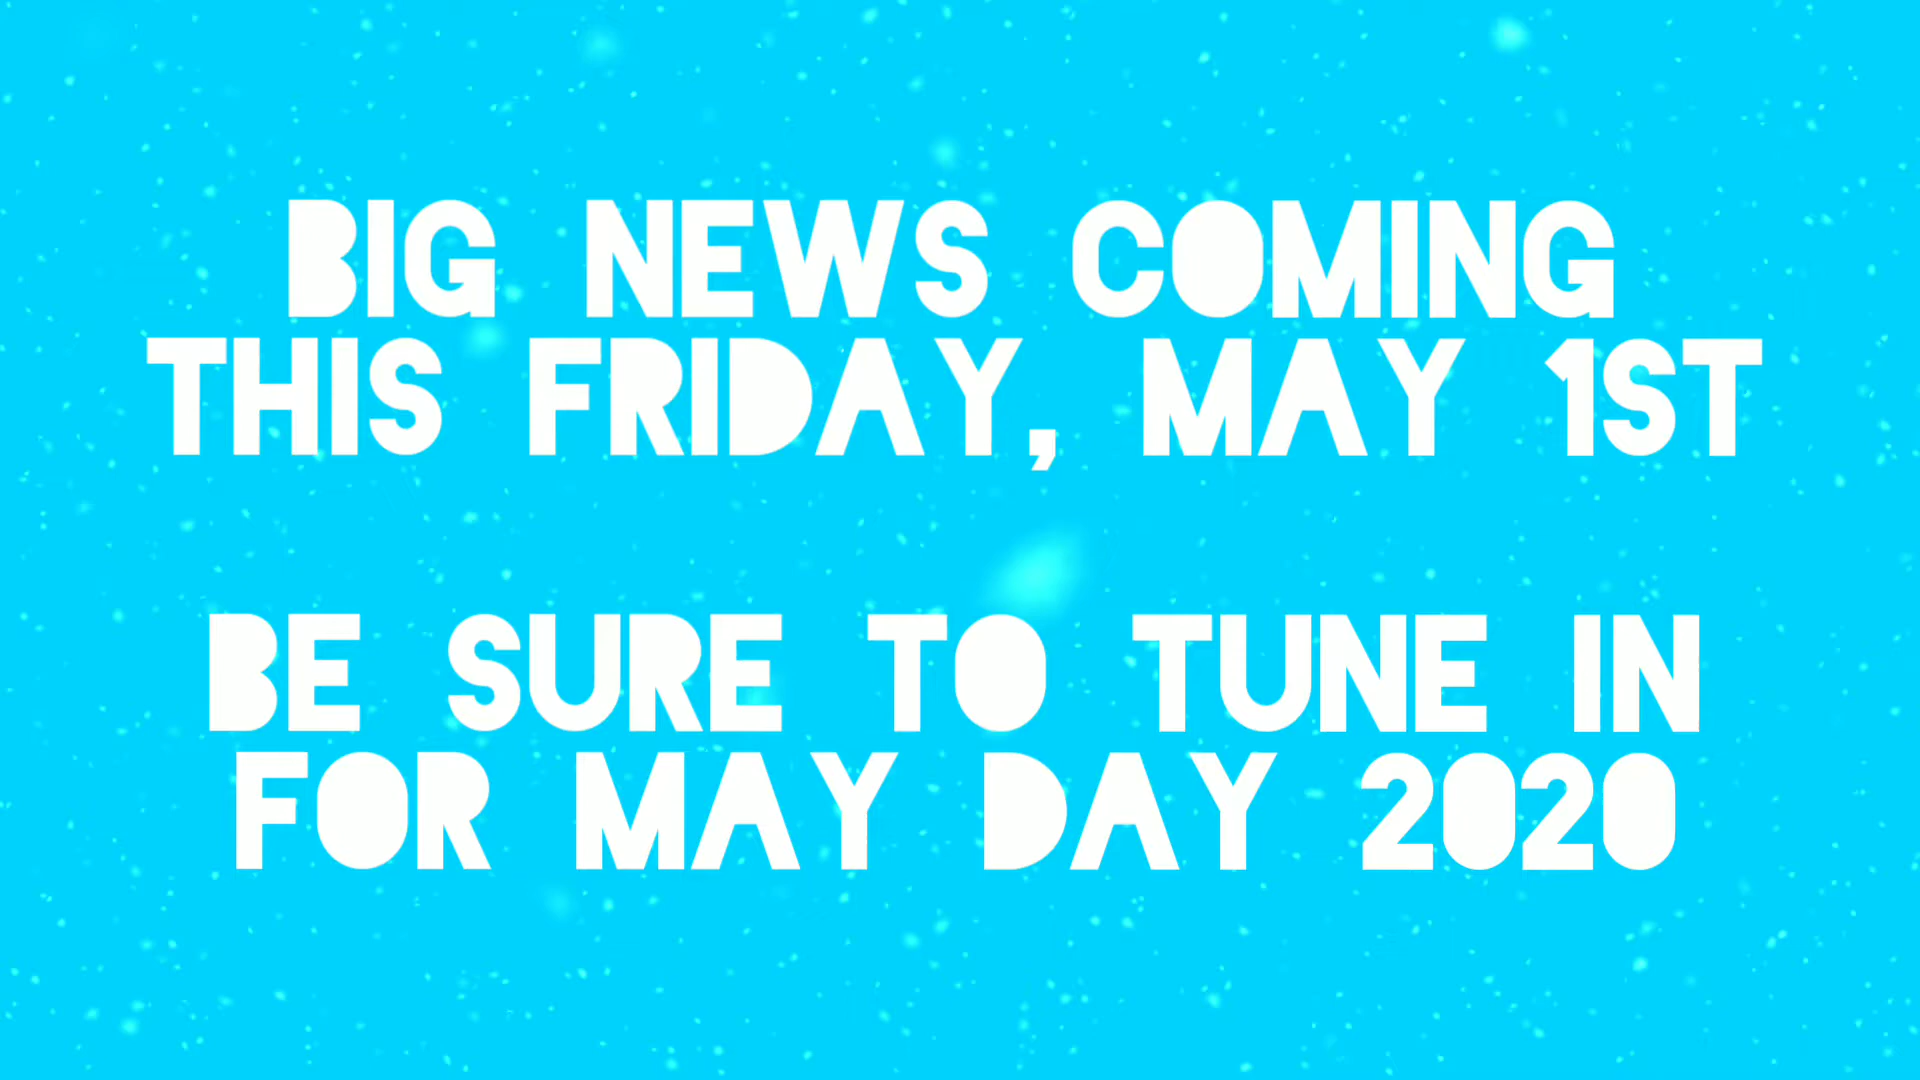 BIG NEWS COMING
THIS FRIDAY, MAY 1ST
BE SURE TO TUNE IN
FOR MAY DAY 2020